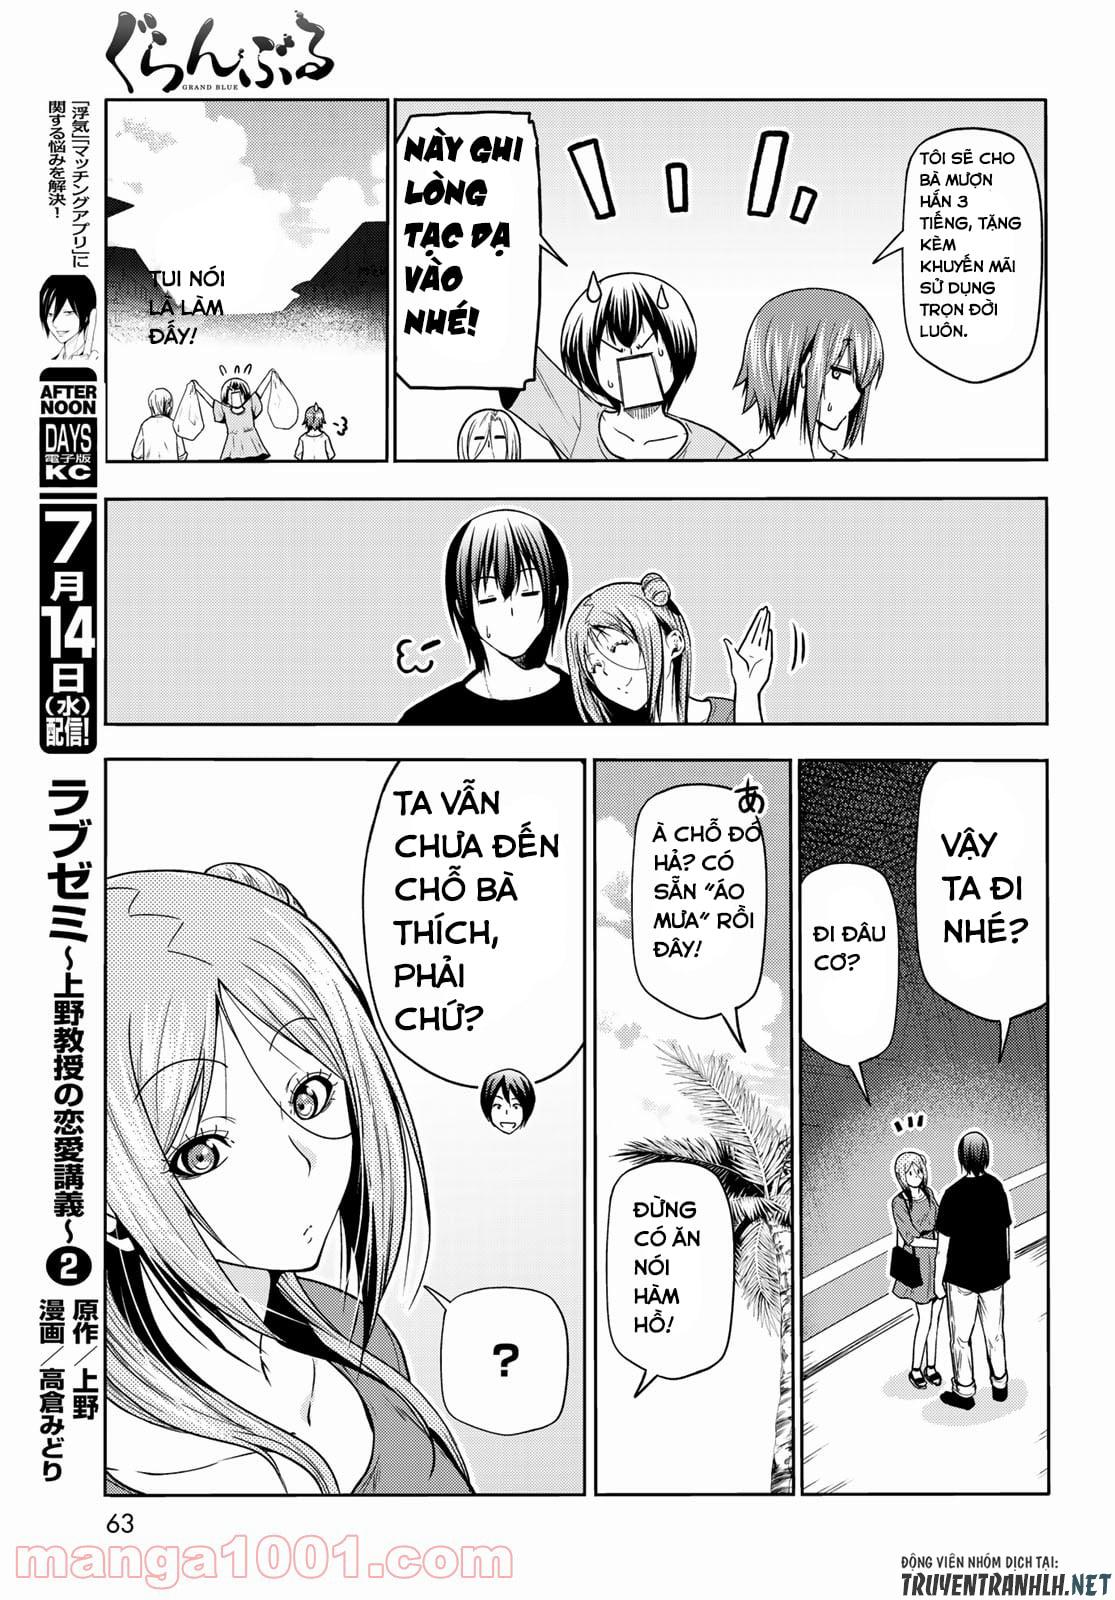 ぐらんぶる
GRAND BLUE
TÔI SẼ CHO
BÀ MƯỢN
HẮN 3
TIẾNG, TẶNG
KÈM
KHUYẾN MÃI
SỬ DỤNG
TRỌN ĐỜI
LUÔN.
NÀY GHI
LÒNG
TẠC DẠ
VÀO
NHÉ!
TUI NÓI
LÀ LÀM
ĐẤY!
VẬY
TA ĐI
NHÉ?
ĐI ĐÂU
CƠ?
あ
À CHỖ ĐÓ
HẢ? CÓ
SẴN “ÁO
MƯA” RỒI
ĐÂY!
ĐỪNG
CÓ ĂN
NÓI
HÀM
HỒ!
TA VẪN
CHƯA ĐẾN
CHỖ BÀ
THÍCH,
PHẢI
CHỨ?
?
「浮気」「マッチングアプリ」に
関する悩みを解決！
AFTER
NOON
DAYS
電子版
KC
7月14日(水)配信!
ラブゼミ～上野教授の恋愛講義～❷
原作／上野
漫画／高倉みどり
63
manga1001.com
ĐỘNG VIÊN NHÓM DỊCH TẠI:
TRUYENTRANHLH.NET